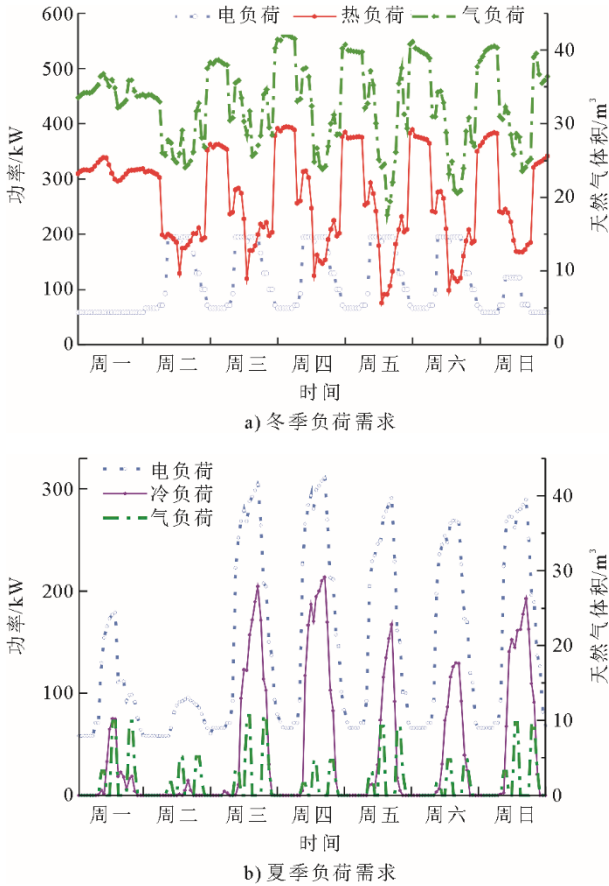 电负荷 热负荷 气负荷
600
500
400
300
200
100
0
功率/kW
40
30
20
10
0
天然气体积/m³
周一 周二 周三 周四 周五 周六 周日
时间
a) 冬季负荷需求
电负荷
冷负荷
气负荷
300
200
100
0
功率/kW
40
30
20
10
0
天然气体积/m³
周一 周二 周三 周四 周五 周六 周日
时间
b) 夏季负荷需求